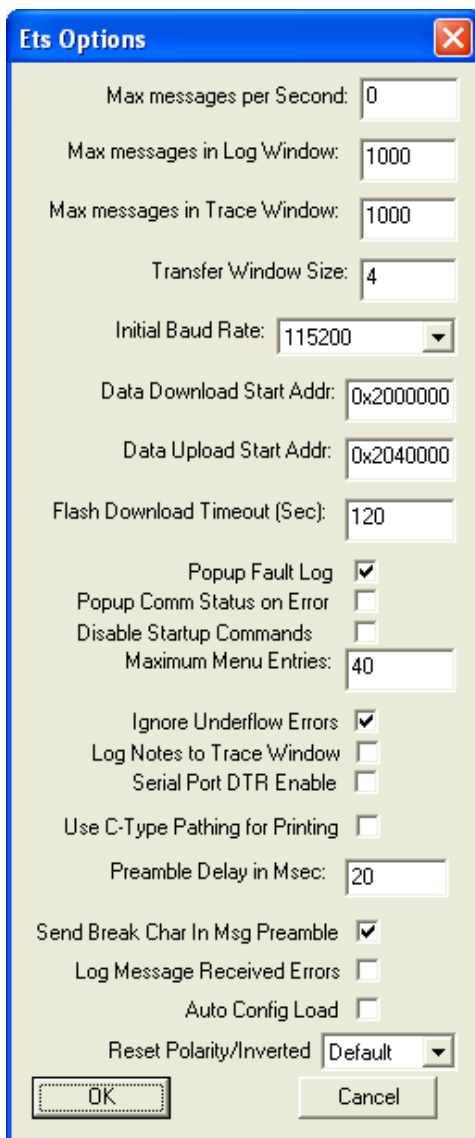 Ets Options
Max messages per Second: 0
Max messages in Log Window: 1000
Max messages in Trace Window: 1000
Transfer Window Size: 4
Initial Baud Rate: 115200
Data Download Start Addr: 0x2000000
Data Upload Start Addr: 0x2040000
Flash Download Timeout (Sec): 120
Popup Fault Log
Popup Comm Status on Error
Disable Startup Commands
Maximum Menu Entries: 40
Ignore Underflow Errors
Log Notes to Trace Window
Serial Port DTR Enable
Use C-Type Pathing for Printing
Preamble Delay in Msec: 20
Send Break Char In Msg Preamble
Log Message Received Errors
Auto Config Load
Reset Polarity/Inverted Default
OK Cancel